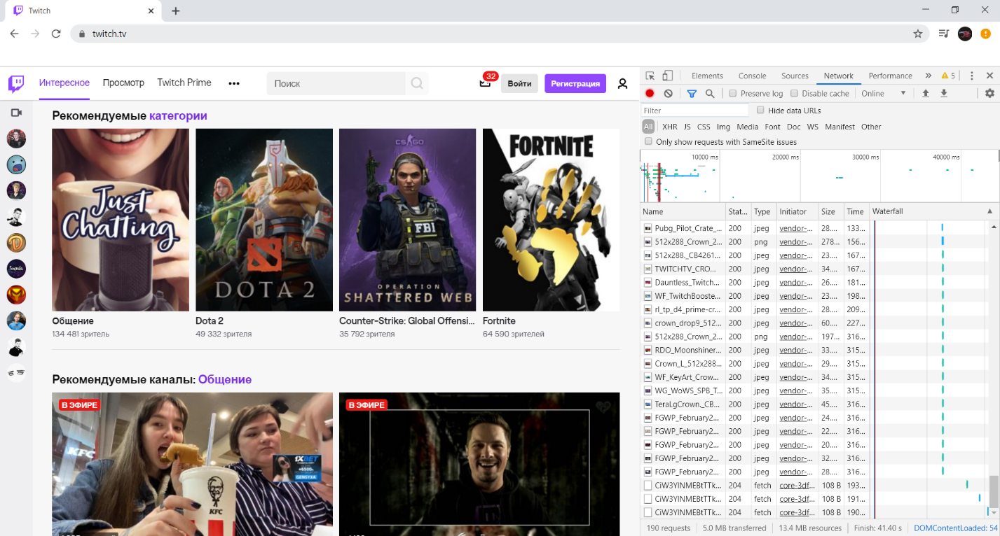 Twitch
twitch.tv
Интересное
Просмотр
Twitch Prime
•••
Поиск
32
Войти
Регистрация
Рекомендуемые категории
Just
Chatting
DOTA 2
CS GO
FBI
OPERATION
SHATTERED WEB
FORTNITE
Общение
134 481 зритель
Dota 2
49 332 зрителя
Counter-Strike: Global Offensi...
35 792 зрителя
Fortnite
64 590 зрителей
Рекомендуемые каналы: Общение
В ЭФИРЕ
KFC
1XBET
+6500
GENSYXA
KFC
В ЭФИРЕ
Elements Console Sources Network Performance » 5
Preserve log Disable cache Online
Filter
Hide data URLs
All XHR JS CSS Img Media Font Doc WS Manifest Other
Only show requests with SameSite issues
10000 ms 20000 ms 30000 ms 40000 ms
Name Stat... Type Initiator Size Time Waterfall
Pubg_Pilot_Crate_... 200 jpeg vendor-... 28.... 133...
512x288_Crown_2... 200 png vendor-... 278... 156...
512x288._CB4261... 200 jpeg vendor-... 23.... 167...
TWITCHTV_CRO... 200 jpeg vendor-... 34.... 167...
Dauntless_Twitch... 200 jpeg vendor-... 26.... 181...
WF_TwitchBooste... 200 jpeg vendor-... 23.... 198...
rl_tp_d4_prime-cr... 200 jpeg vendor-... 28.... 209...
crown_drop9_512... 200 jpeg vendor-... 60.... 227...
512x288_Crown_2... 200 png vendor-... 197... 315...
RDO_Moonshiner... 200 jpeg vendor-... 33.... 315...
Crown_L_512x288... 200 jpeg vendor-... 29.... 315...
WF_KeyArt_Crow... 200 jpeg vendor-... 34.... 315...
WG_WoWS_SPB_T... 200 jpeg vendor-... 35.... 315...
TeraLgCrown._CB... 200 jpeg vendor-... 45.... 316...
FGWP_February2... 200 jpeg vendor-... 24.... 316...
FGWP_February2... 200 jpeg vendor-... 22.... 316...
FGWP_February2... 200 jpeg vendor-... 20.... 316...
FGWP_February2... 200 jpeg vendor-... 32.... 316...
FGWP_February2... 200 jpeg vendor-... 28.... 316...
CiW3YlNMEBtTTk... 204 fetch core-3df... 108 B 193...
CiW3YlNMEBtTTk... 204 fetch core-3df... 108 B 191...
CiW3YlNMEBtTTk... 204 fetch core-3df... 108 B 190...
190 requests 5.0 MB transferred 13.4 MB resources Finish: 41.40 s DOMContentLoaded: 54